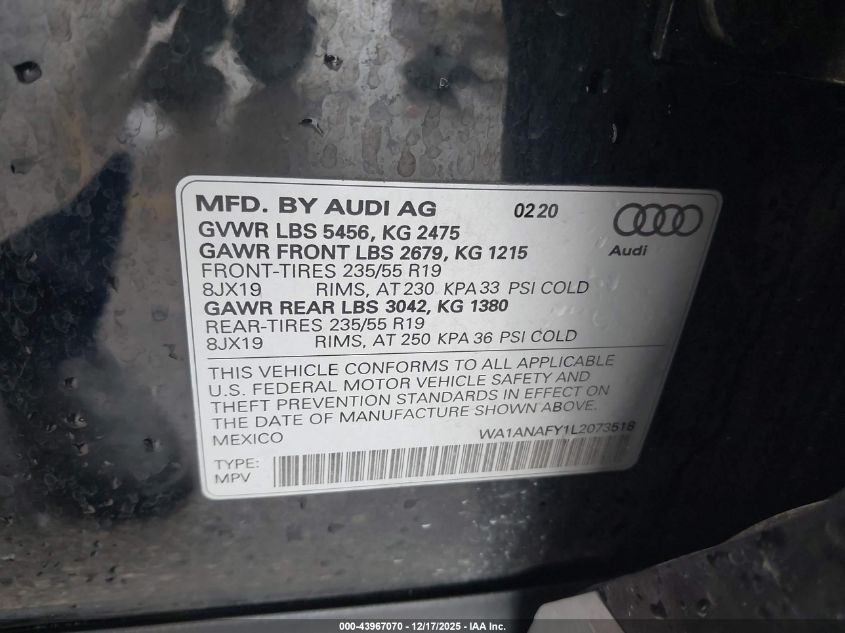 MFD. BY AUDI AG 02 20
GVWR LBS 5456, KG 2475
GAWR FRONT LBS 2679, KG 1215
Audi
FRONT-TIRES 235/55 R19
8JX19 RIMS, AT 230 KPA 33 PSI COLD
GAWR REAR LBS 3042, KG 1380
REAR-TIRES 235/55 R19
8JX19 RIMS, AT 250 KPA 36 PSI COLD
THIS VEHICLE CONFORMS TO ALL APPLICABLE
U.S. FEDERAL MOTOR VEHICLE SAFETY AND
THEFT PREVENTION STANDARDS IN EFFECT ON
THE DATE OF MANUFACTURE SHOWN ABOVE.
MEXICO WA1ANAFY1L2073518
TYPE:
MPV
000-43967070 - 12/17/2025 - IAA Inc.